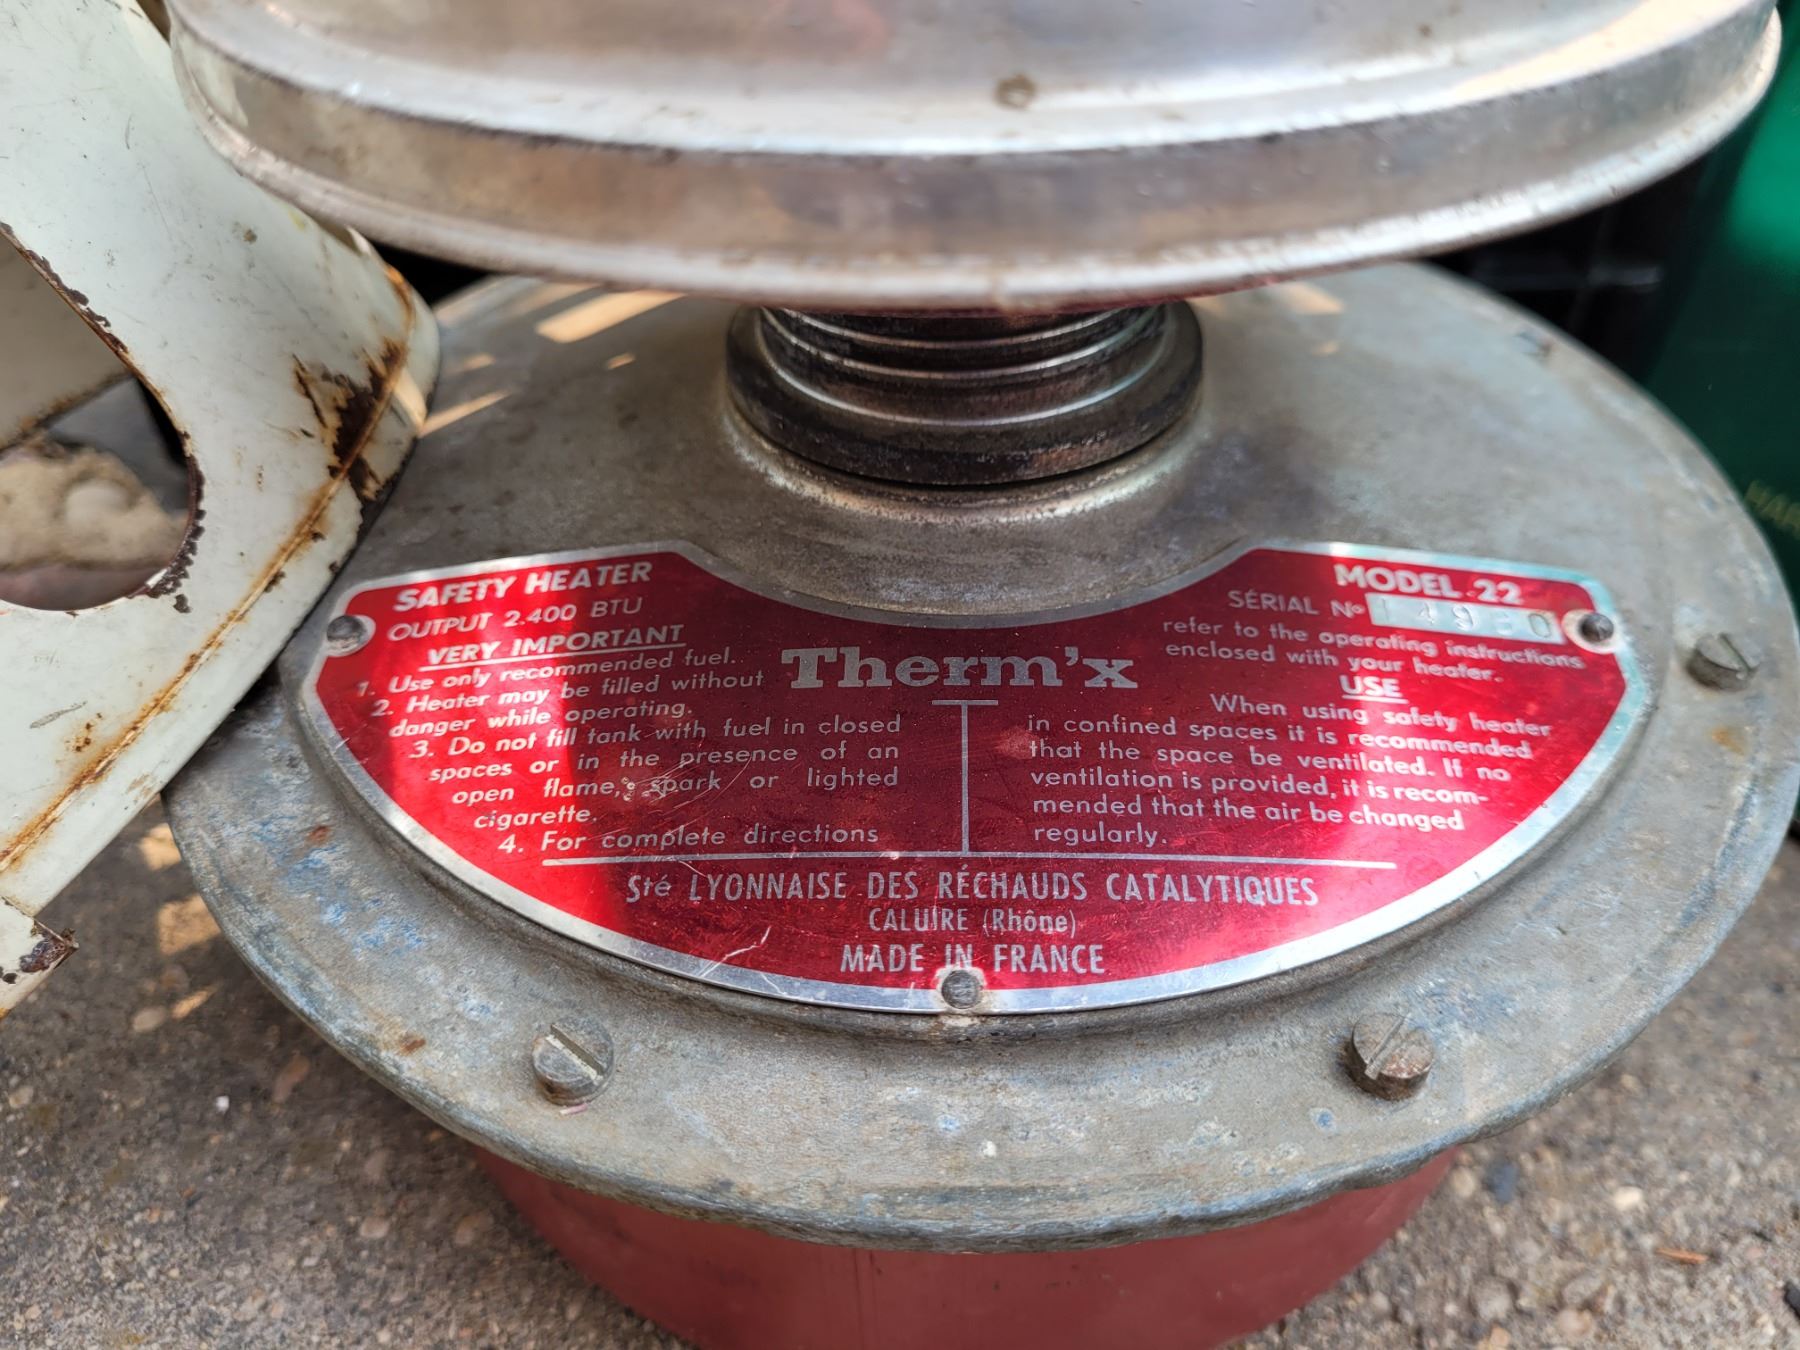 SAFETY HEATER
OUTPUT 2.400 BTU
VERY IMPORTANT
1. Use only recommended fuel.
2. Heater may be filled without
danger while operating.
3. Do not fill tank with fuel in closed
spaces or in the presence of an
open flame, spark or lighted
cigarette.
4. For complete directions
Therm'x
MODEL.22
SÉRIAL No
refer to the operating instructions
enclosed with your heater.
USE
When using safety heater
in confined spaces it is recommended
that the space be ventilated. If no
ventilation is provided, it is recom-
mended that the air be changed
regularly.
Sté LYONNAISE DES RÉCHAUDS CATALYTIQUES
CALUIRE (Rhône)
MADE IN FRANCE